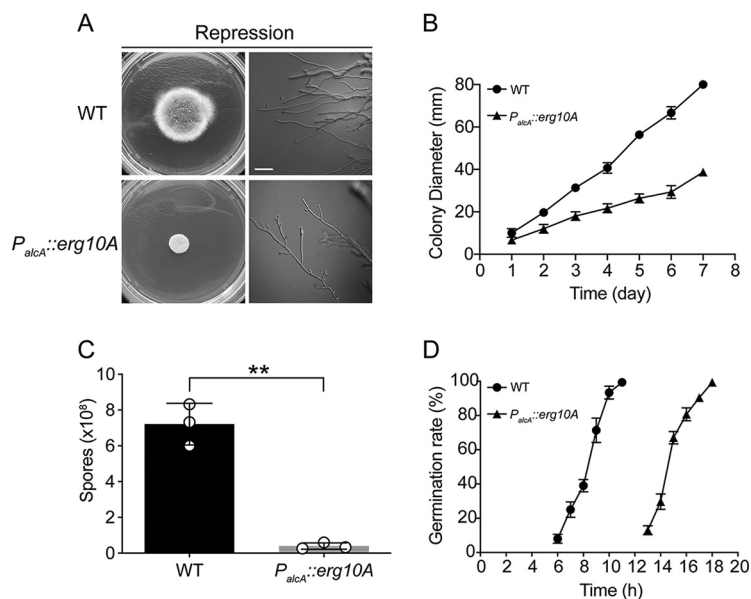 A
Repression
WT
PalcA::erg10A
B
WT
PalcA::erg10A
Colony Diameter (mm)
80
60
40
20
0
0 1 2 3 4 5 6 7 8
Time (day)
C
**
Spores (x10⁸)
10
8
6
4
2
0
WT
PalcA::erg10A
D
WT
PalcA::erg10A
Germination rate (%)
100
80
60
40
20
0
0 2 4 6 8 10 12 14 16 18 20
Time (h)